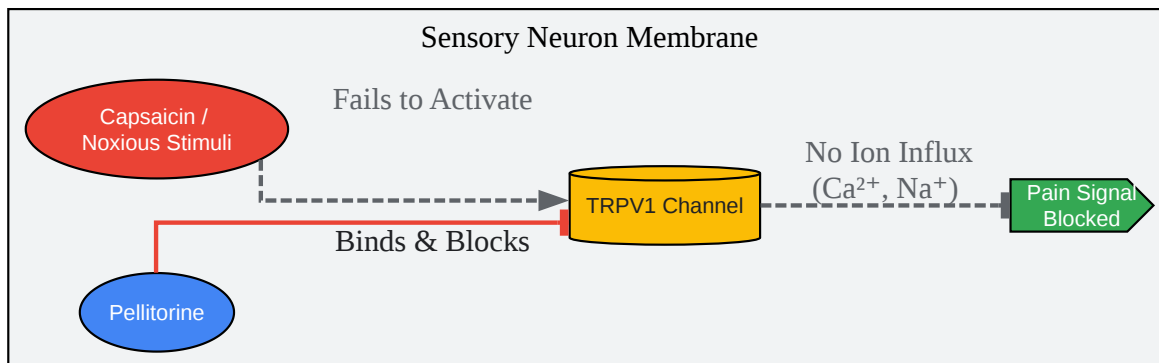 Sensory Neuron Membrane
Capsaicin /
Noxious Stimuli
Fails to Activate
No Ion Influx
(Ca²⁺, Na⁺)
TRPV1 Channel
Pain Signal
Blocked
Binds & Blocks
Pellitorine